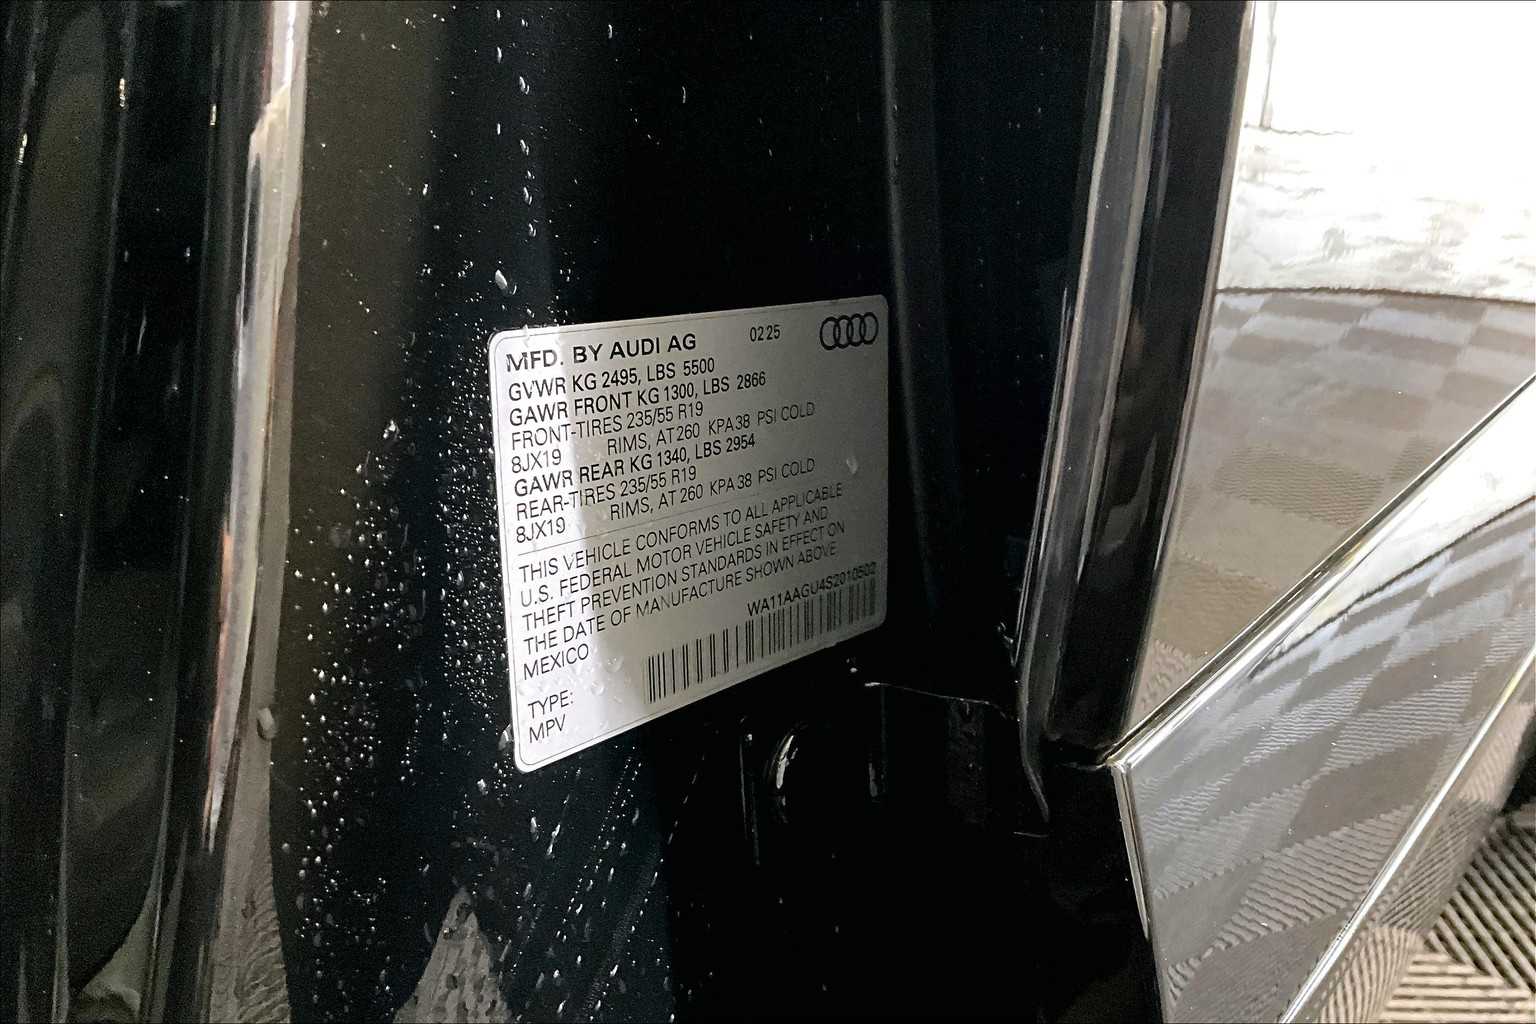 MFD. BY AUDI AG 02 25
GVWR KG 2495, LBS 5500
GAWR FRONT KG 1300, LBS 2866
FRONT-TIRES 235/55 R19
8JX19 RIMS, AT 260 KPA 38 PSI COLD
GAWR REAR KG 1340, LBS 2954
REAR-TIRES 235/55 R19
8JX19 RIMS, AT 260 KPA 38 PSI COLD
THIS VEHICLE CONFORMS TO ALL APPLICABLE
U.S. FEDERAL MOTOR VEHICLE SAFETY AND
THEFT PREVENTION STANDARDS IN EFFECT ON
THE DATE OF MANUFACTURE SHOWN ABOVE
MEXICO
WA11AAGU4S2010502
TYPE:
MPV